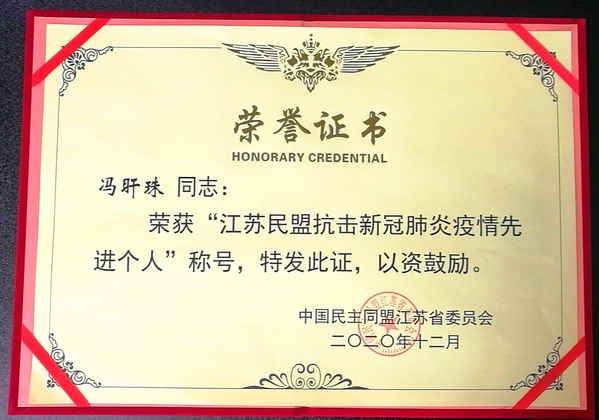 荣誉证书
HONORARY CREDENTIAL
冯盱珠 同志：
荣获“江苏民盟抗击新冠肺炎疫情先
进个人”称号，特发此证，以资鼓励。
中国民主同盟江苏省委员会
二〇二〇年十二月